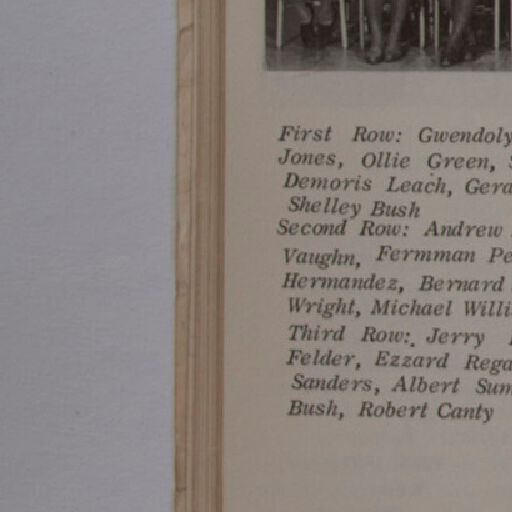 First Row: Gwendoly
Jones, Ollie Green, S
Demoris Leach, Gera
Shelley Bush
Second Row: Andrew
Vaughn, Fermman Pe
Hermandez, Bernard
Wright, Michael Willi
Third Row: Jerry
Felder, Ezzard Rega
Sanders, Albert Sum
Bush, Robert Canty